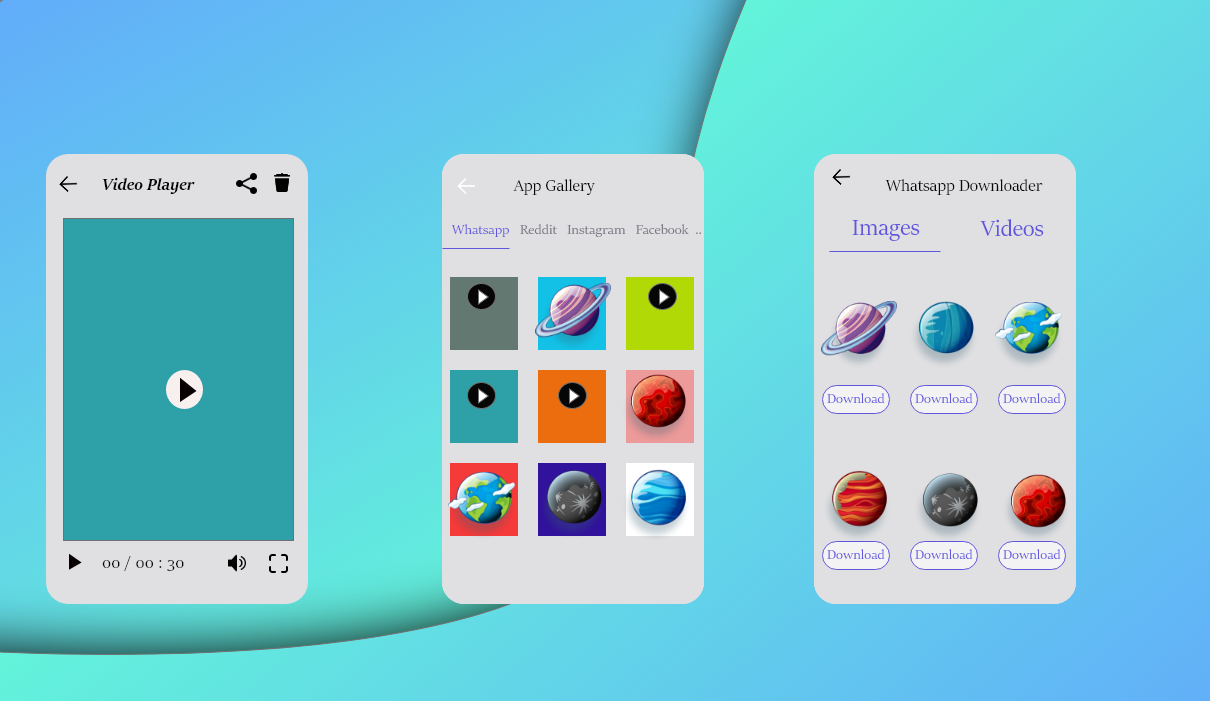 Video Player
00 / 00 : 30
App Gallery
Whatsapp Reddit Instagram Facebook ..
Whatsapp Downloader
Images Videos
Download Download Download
Download Download Download